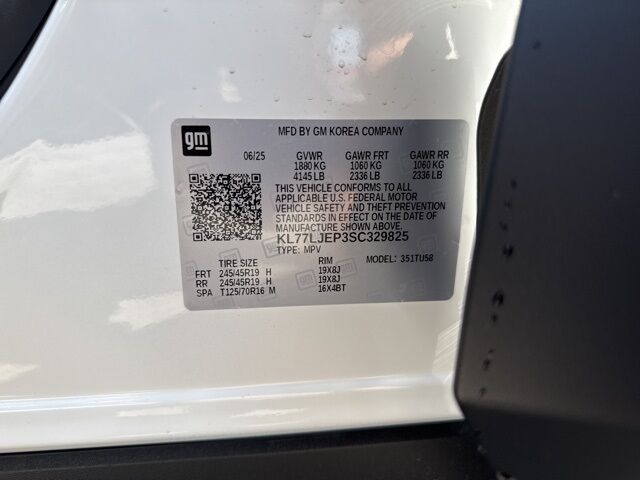 gm
MFD BY GM KOREA COMPANY
06/25 GVWR GAWR FRT GAWR RR
1880 KG 1060 KG 1060 KG
4145 LB 2336 LB 2336 LB
THIS VEHICLE CONFORMS TO ALL
APPLICABLE U.S. FEDERAL MOTOR
VEHICLE SAFETY AND THEFT PREVENTION
STANDARDS IN EFFECT ON THE DATE OF
MANUFACTURE SHOWN ABOVE.
KL77LJEP3SC329825
TYPE: MPV
MODEL: 351TU58
TIRE SIZE RIM
FRT 245/45R19 H 19X8J
RR 245/45R19 H 19X8J
SPA T125/70R16 M 16X4BT